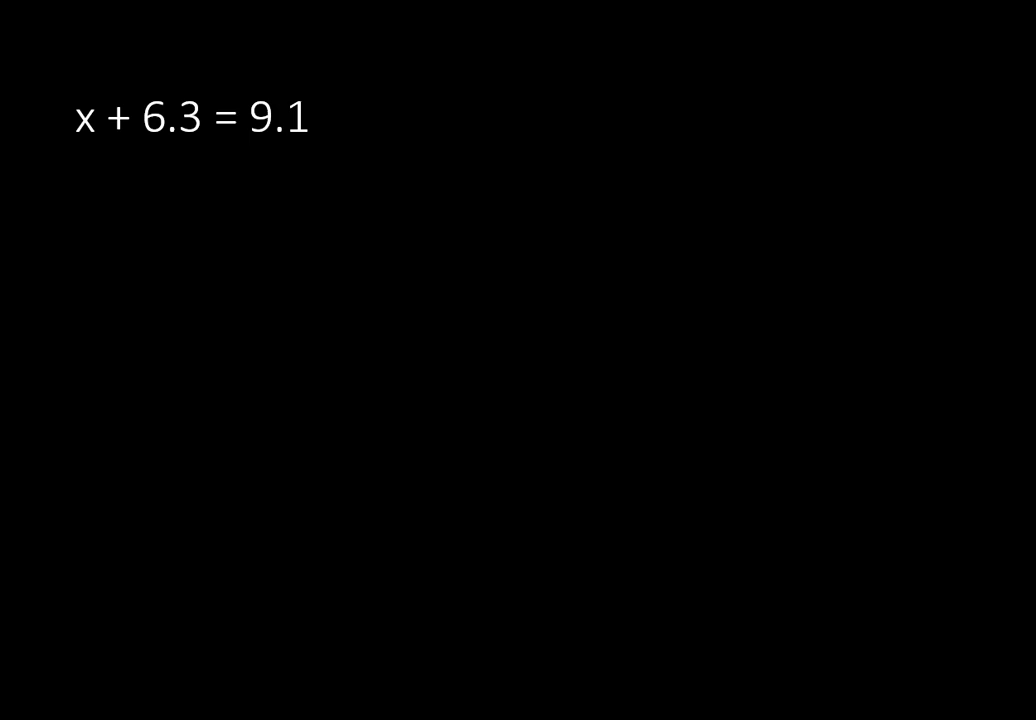 x + 6.3 = 9.1